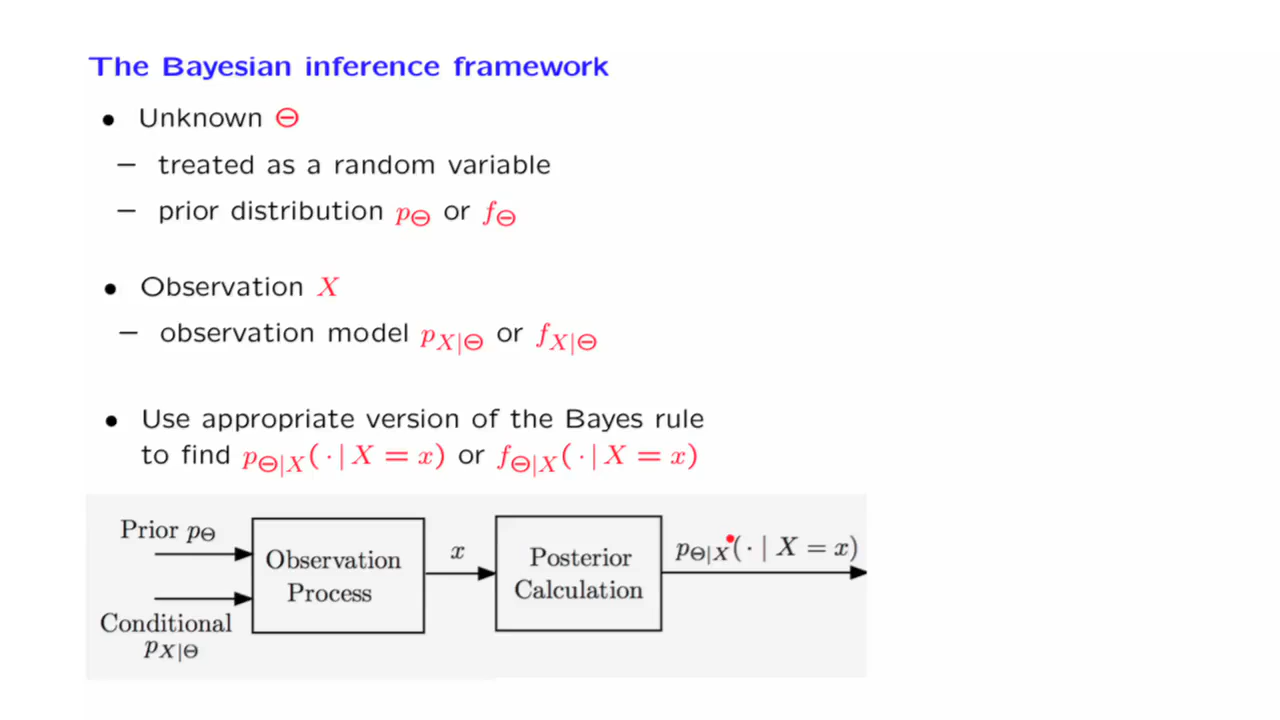 The Bayesian inference framework
• Unknown Θ
– treated as a random variable
– prior distribution p_Θ or f_Θ
• Observation X
– observation model p_{X|Θ} or f_{X|Θ}
• Use appropriate version of the Bayes rule
to find p_{Θ|X}( · | X = x) or f_{Θ|X}( · | X = x)
Prior p_Θ
Conditional
p_{X|Θ}
Observation
Process
x
Posterior
Calculation
p_{Θ|X}( · | X = x)